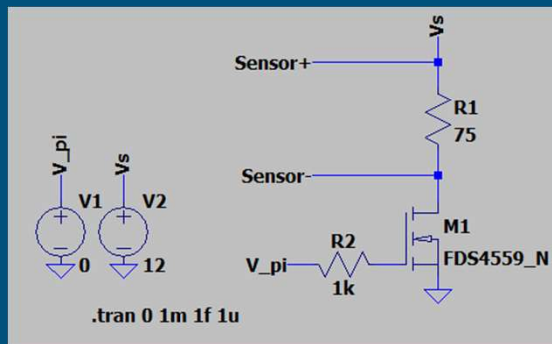 Vs
Sensor+
R1
75
V_pi
Vs
Sensor-
V1
V2
M1
R2
FDS4559_N
V_pi
0
12
1k
.tran 0 1m 1f 1u